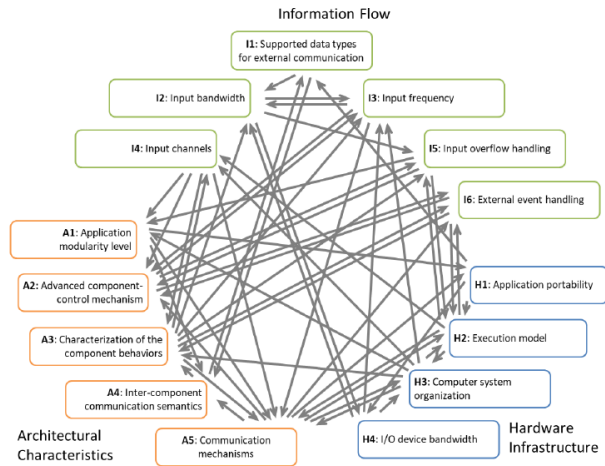 Information Flow
I1: Supported data types
for external communication
I2: Input bandwidth
I3: Input frequency
I4: Input channels
I5: Input overflow handling
I6: External event handling
A1: Application
modularity level
A2: Advanced component-
control mechanism
H1: Application portability
A3: Characterization of the
component behaviors
H2: Execution model
A4: Inter-component
communication semantics
H3: Computer system
organization
A5: Communication
mechanisms
H4: I/O device bandwidth
Architectural
Characteristics
Hardware
Infrastructure